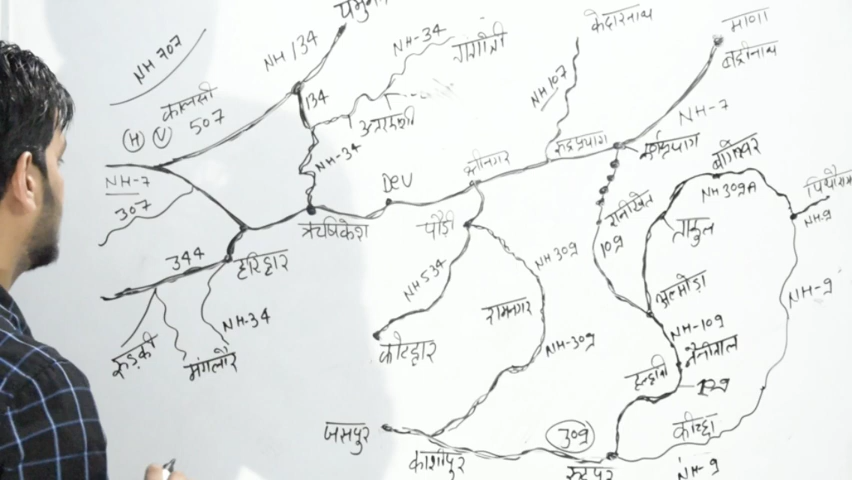 NH 707
NH 134
NH-34
गंगोत्री
केदारनाथ
माणा
बद्रीनाथ
कालसी
507
H V
134
उत्तरकाशी
NH107
NH-7
NH-34
रुद्रप्रयाग
कर्णप्रयाग
बागेश्वर
NH-7
307
Dev
श्रीनगर
रानीखेत
NH 309A
NH-9
ऋषिकेश
पौड़ी
109
ताकुल
344
हरिद्वार
NH 309
अल्मोड़ा
NH 534
NH-9
NH-34
रामनगर
NH-109
रुड़की
मंगलौर
कोटद्वार
NH-309
नैनीताल
हल्द्वानी
जसपुर
309
किच्छा
काशीपुर
रुद्रपुर
NH-9